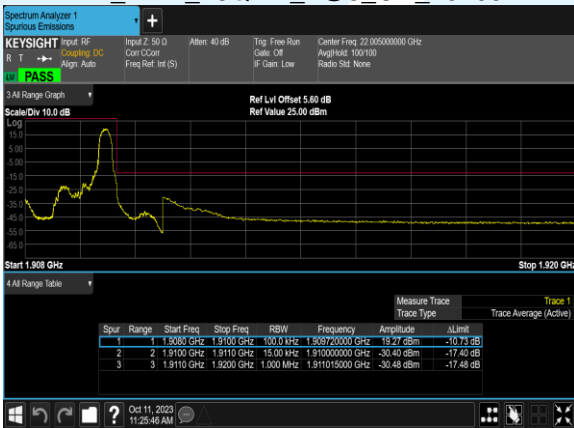 Spectrum Analyzer 1
Spurious Emissions
KEYSIGHT Input: RF Input Z: 50 Ω Atten: 40 dB Trig: Free Run Center Freq: 22.005000000 GHz
R T Coupling: DC Corr CCorr Gate: Off Avg|Hold: 100/100
Align: Auto Freq Ref: Int (S) IF Gain: Low Radio Std: None
PASS
3 All Range Graph
Ref Lvl Offset 5.60 dB
Scale/Div 10.0 dB Ref Value 25.00 dBm
Log
15.0
5.00
-5.00
-15.0
-25.0
-35.0
-45.0
-55.0
-65.0
Start 1.908 GHz Stop 1.920 GHz
4 All Range Table
Measure Trace Trace 1
Trace Type Trace Average (Active)
Spur Range Start Freq Stop Freq RBW Frequency Amplitude ΔLimit
1 1 1.9080 GHz 1.9100 GHz 100.0 kHz 1.909720000 GHz 19.27 dBm -10.73 dB
2 2 1.9100 GHz 1.9110 GHz 15.00 kHz 1.910000000 GHz -30.40 dBm -17.40 dB
3 3 1.9110 GHz 1.9200 GHz 1.000 MHz 1.911015000 GHz -30.48 dBm -17.48 dB
? Oct 11, 2023
11:25:46 AM